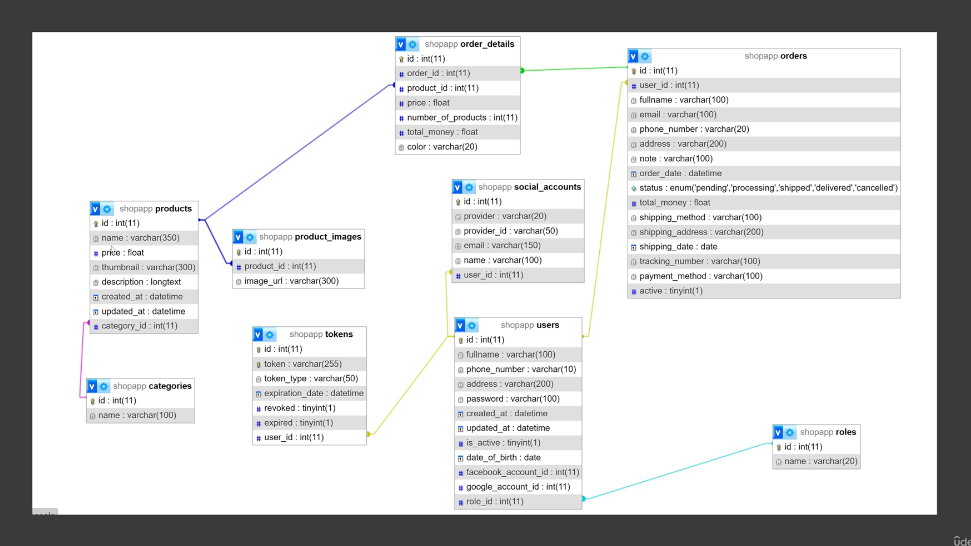 shopapp order_details
id : int(11)
order_id : int(11)
product_id : int(11)
price : float
number_of_products : int(11)
total_money : float
color : varchar(20)
shopapp orders
id : int(11)
user_id : int(11)
fullname : varchar(100)
email : varchar(100)
phone_number : varchar(20)
address : varchar(200)
note : varchar(100)
order_date : datetime
status : enum('pending','processing','shipped','delivered','cancelled')
total_money : float
shipping_method : varchar(100)
shipping_address : varchar(200)
shipping_date : date
tracking_number : varchar(100)
payment_method : varchar(100)
active : tinyint(1)
shopapp social_accounts
id : int(11)
provider : varchar(20)
provider_id : varchar(50)
email : varchar(150)
name : varchar(100)
user_id : int(11)
shopapp products
id : int(11)
name : varchar(350)
price : float
thumbnail : varchar(300)
description : longtext
created_at : datetime
updated_at : datetime
category_id : int(11)
shopapp product_images
id : int(11)
product_id : int(11)
image_url : varchar(300)
shopapp tokens
id : int(11)
token : varchar(255)
token_type : varchar(50)
expiration_date : datetime
revoked : tinyint(1)
expired : tinyint(1)
user_id : int(11)
shopapp users
id : int(11)
fullname : varchar(100)
phone_number : varchar(10)
address : varchar(200)
password : varchar(100)
created_at : datetime
updated_at : datetime
is_active : tinyint(1)
date_of_birth : date
facebook_account_id : int(11)
google_account_id : int(11)
role_id : int(11)
shopapp categories
id : int(11)
name : varchar(100)
shopapp roles
id : int(11)
name : varchar(20)